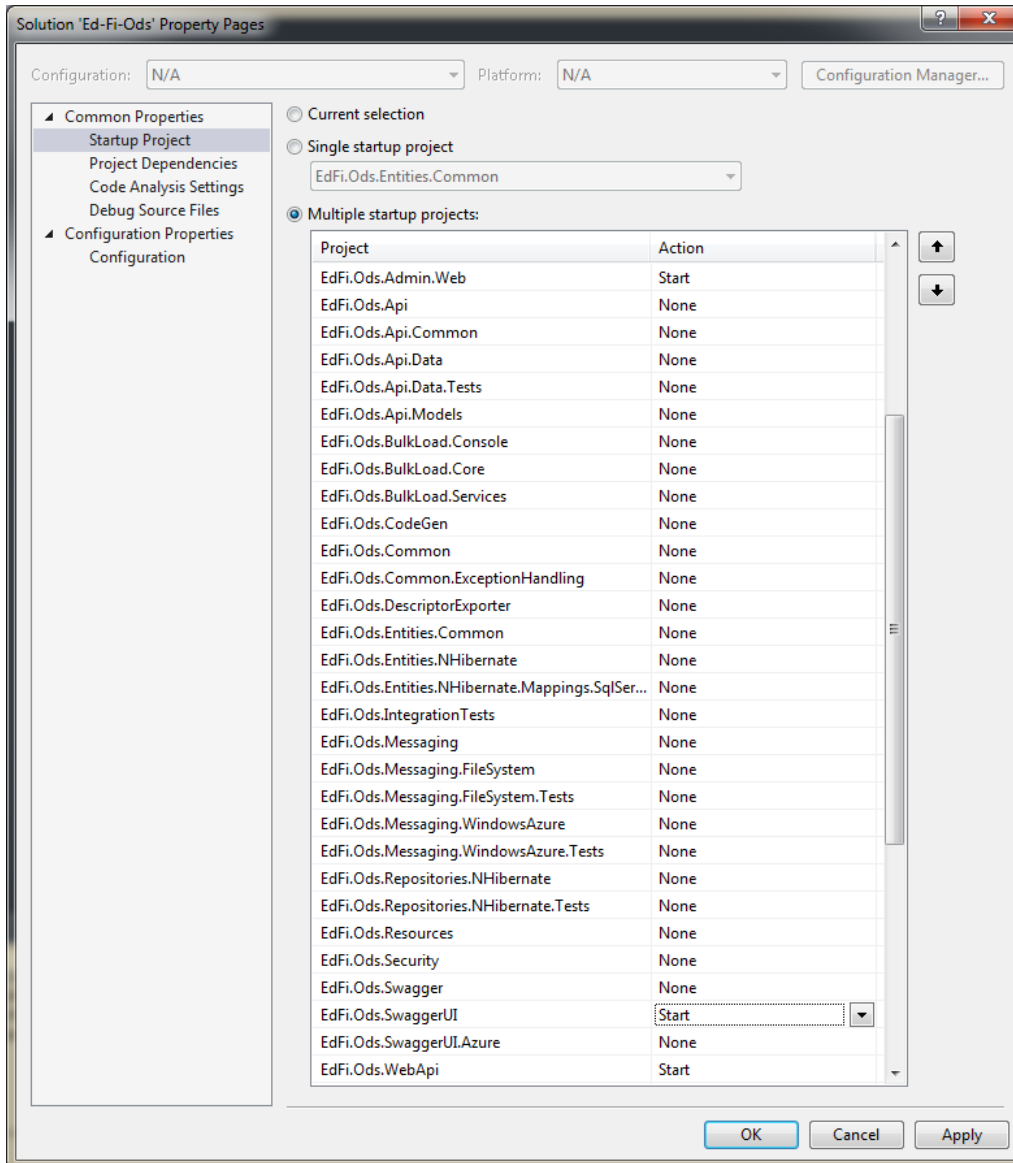 Solution 'Ed-Fi-Ods' Property Pages
Configuration: N/A Platform: N/A Configuration Manager...
Common Properties
Startup Project
Project Dependencies
Code Analysis Settings
Debug Source Files
Configuration Properties
Configuration
Current selection
Single startup project
EdFi.Ods.Entities.Common
Multiple startup projects:
Project Action
EdFi.Ods.Admin.Web Start
EdFi.Ods.Api None
EdFi.Ods.Api.Common None
EdFi.Ods.Api.Data None
EdFi.Ods.Api.Data.Tests None
EdFi.Ods.Api.Models None
EdFi.Ods.BulkLoad.Console None
EdFi.Ods.BulkLoad.Core None
EdFi.Ods.BulkLoad.Services None
EdFi.Ods.CodeGen None
EdFi.Ods.Common None
EdFi.Ods.Common.ExceptionHandling None
EdFi.Ods.DescriptorExporter None
EdFi.Ods.Entities.Common None
EdFi.Ods.Entities.NHibernate None
EdFi.Ods.Entities.NHibernate.Mappings.SqlSer... None
EdFi.Ods.IntegrationTests None
EdFi.Ods.Messaging None
EdFi.Ods.Messaging.FileSystem None
EdFi.Ods.Messaging.FileSystem.Tests None
EdFi.Ods.Messaging.WindowsAzure None
EdFi.Ods.Messaging.WindowsAzure.Tests None
EdFi.Ods.Repositories.NHibernate None
EdFi.Ods.Repositories.NHibernate.Tests None
EdFi.Ods.Resources None
EdFi.Ods.Security None
EdFi.Ods.Swagger None
EdFi.Ods.SwaggerUI Start
EdFi.Ods.SwaggerUI.Azure None
EdFi.Ods.WebApi Start
OK Cancel Apply